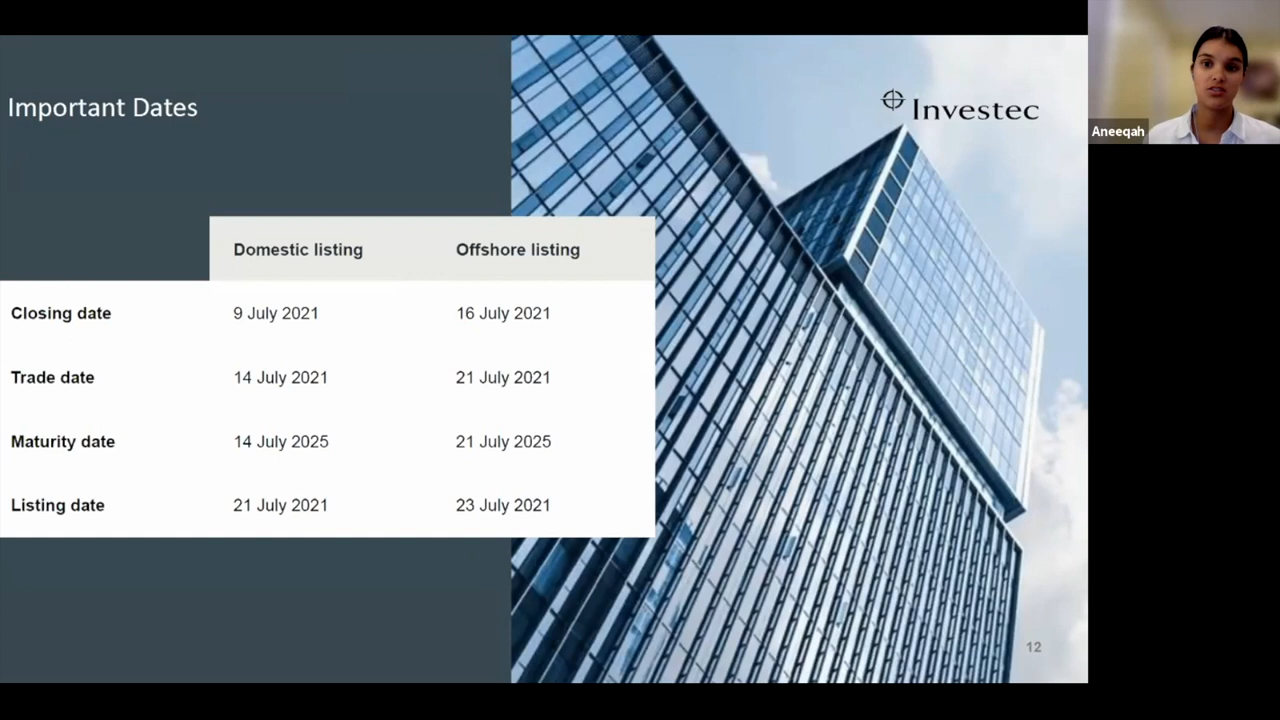 Important Dates
Investec
Aneeqah
Domestic listing Offshore listing
Closing date 9 July 2021 16 July 2021
Trade date 14 July 2021 21 July 2021
Maturity date 14 July 2025 21 July 2025
Listing date 21 July 2021 23 July 2021
12